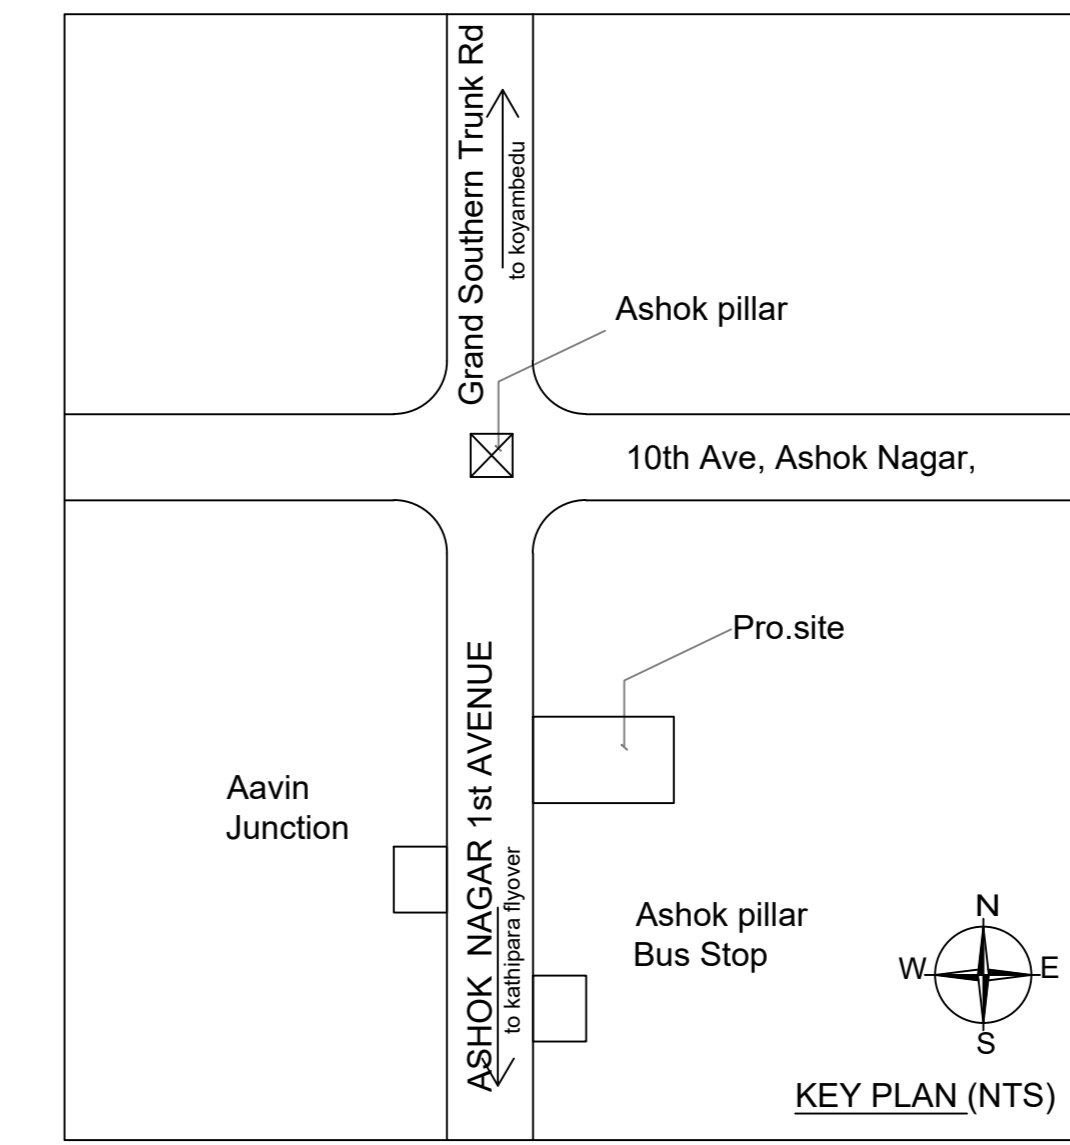 Grand Southern Trunk Rd
to koyambedu
Ashok pillar
10th Ave, Ashok Nagar,
Pro.site
ASHOK NAGAR 1st AVENUE
to kathipara flyover
Aavin
Junction
Ashok pillar
Bus Stop
N
W
E
S
KEY PLAN (NTS)